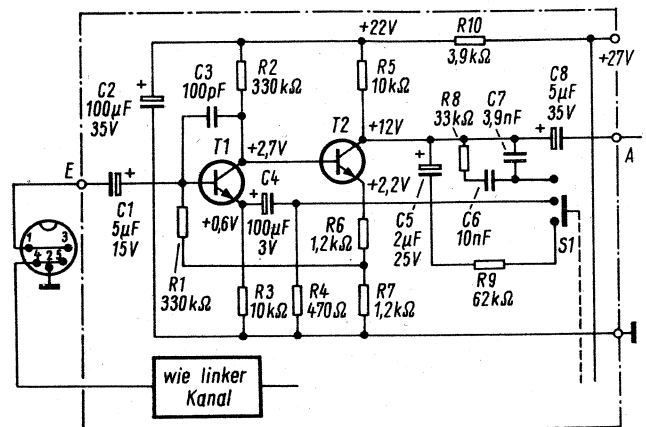 +22V
R10
3,9kΩ
+27V
C2
100µF
35V
C3
100pF
R2
330kΩ
R5
10kΩ
C8
5µF
35V
T1
+2,7V
T2
+12V
R8
33kΩ
C7
3,9nF
E
A
C1
5µF
15V
+0,6V
C4
100µF
3V
+2,2V
R6
1,2kΩ
C5
2µF
25V
C6
10nF
S1
R1
330kΩ
R3
10kΩ
R4
470Ω
R7
1,2kΩ
R9
62kΩ
1
3
4
2
5
wie linker
Kanal